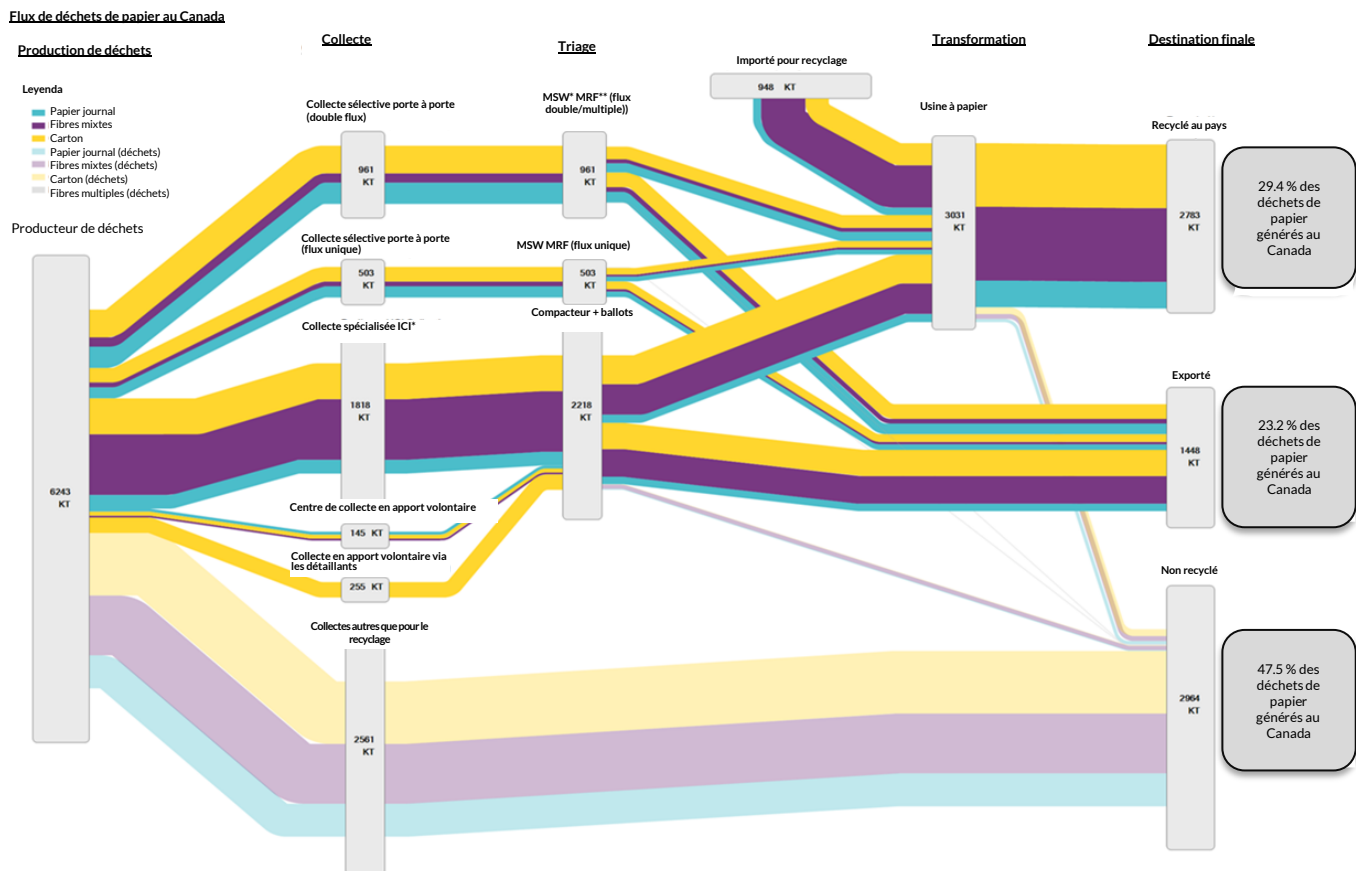 Flux de déchets de papier au Canada
Production de déchets
Collecte
Triage
Transformation
Destination finale
Leyenda
Papier journal
Fibres mixtes
Carton
Papier journal (déchets)
Fibres mixtes (déchets)
Carton (déchets)
Fibres multiples (déchets)
Producteur de déchets
6243
KT
Collecte sélective porte à porte
(double flux)
961
KT
Collecte sélective porte à porte
(flux unique)
503
KT
Collecte spécialisée ICI*
1818
KT
Centre de collecte en apport volontaire
145 KT
Collecte en apport volontaire via
les détaillants
255 KT
Collectes autres que pour le
recyclage
2561
KT
MSW* MRF** (flux
double/multiple))
961
KT
MSW MRF (flux unique)
503
KT
Compacteur + ballots
2218
KT
Importé pour recyclage
948 KT
Usine à papier
3031
KT
Recyclé au pays
2783
KT
29.4 % des
déchets de
papier
générés au
Canada
Exporté
1448
KT
23.2 % des
déchets de
papier
générés au
Canada
Non recyclé
2964
KT
47.5 % des
déchets de
papier
générés au
Canada